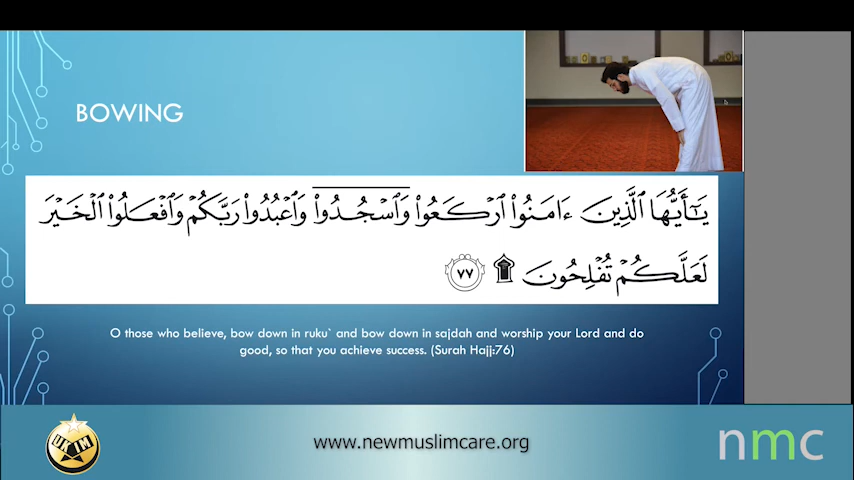 BOWING
يَـٰٓأَيُّهَا ٱلَّذِينَ ءَامَنُوا۟ ٱرْكَعُوا۟ وَٱسْجُدُوا۟ وَٱعْبُدُوا۟ رَبَّكُمْ وَٱفْعَلُوا۟ ٱلْخَيْرَ
لَعَلَّكُمْ تُفْلِحُونَ ۩ ٧٧
O those who believe, bow down in ruku` and bow down in sajdah and worship your Lord and do
good, so that you achieve success. (Surah Hajj:76)
UKIM
www.newmuslimcare.org
nmc